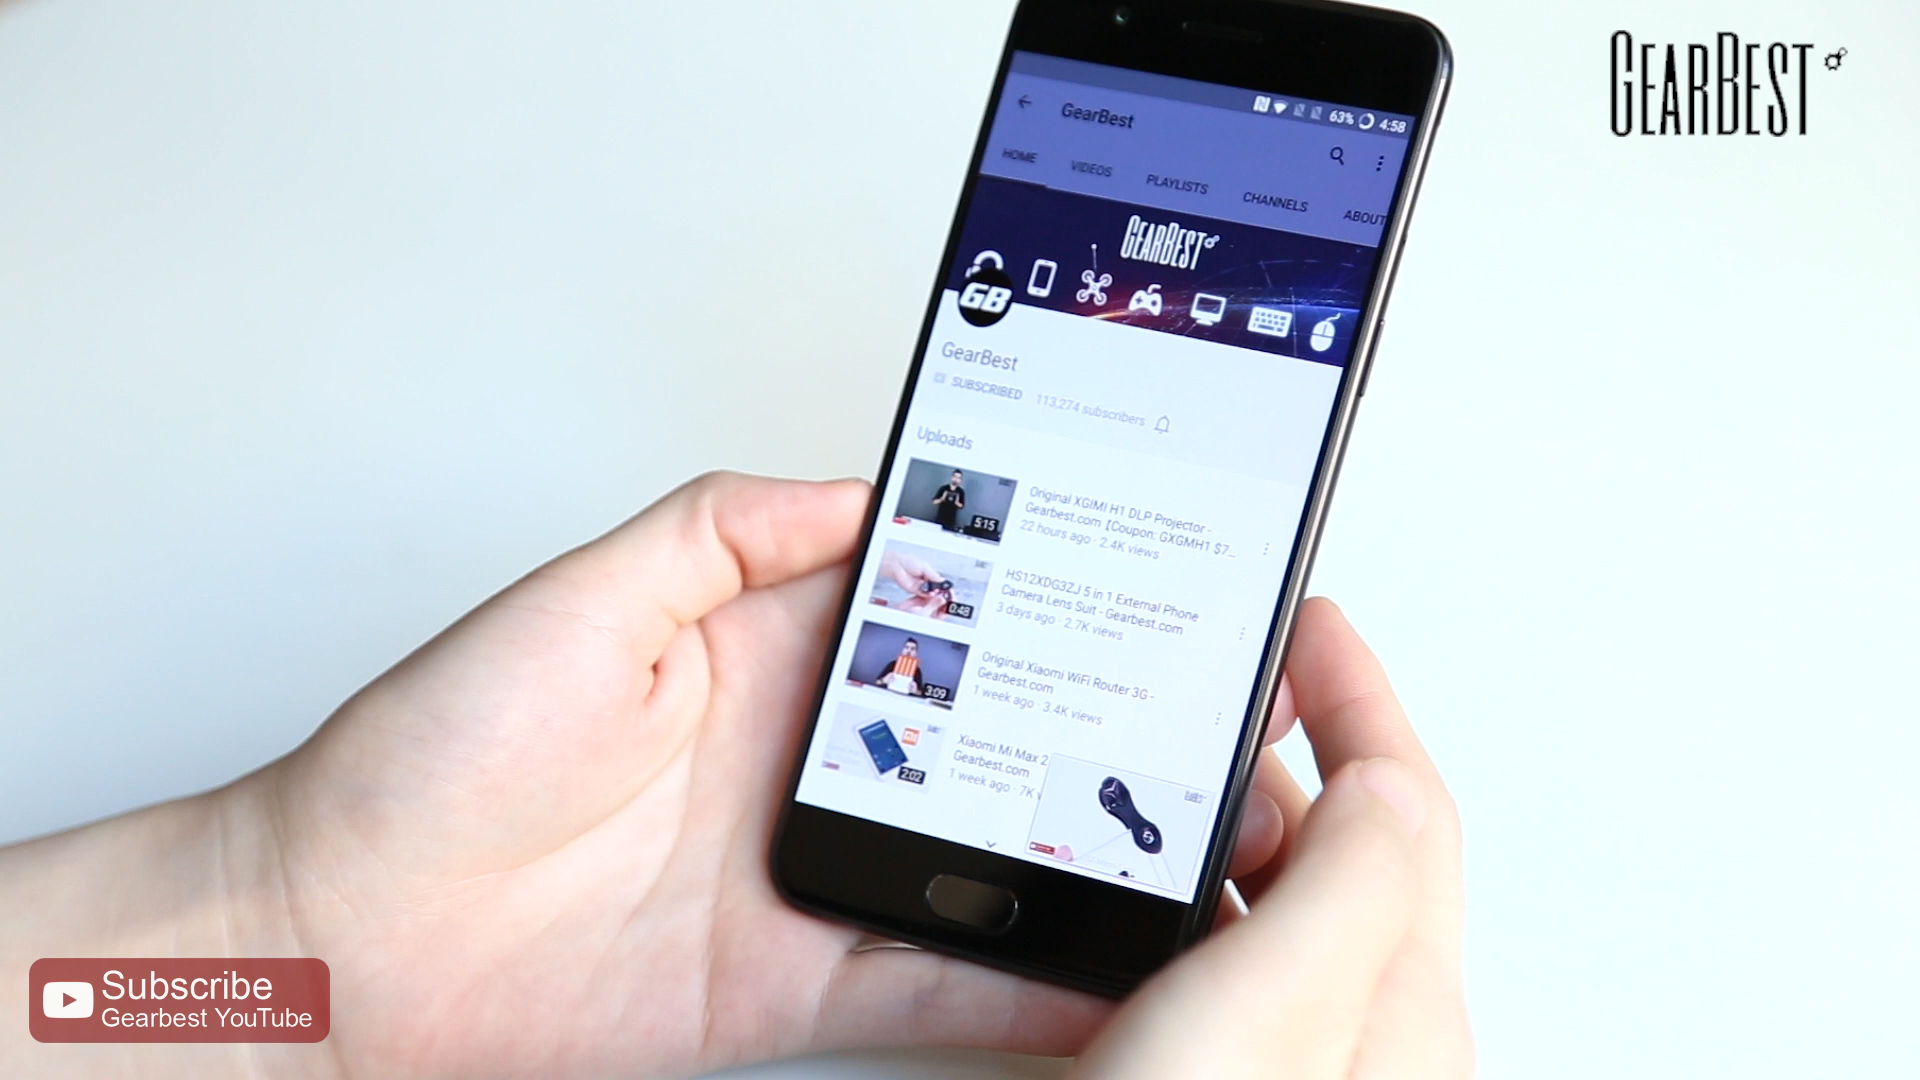 GEARBEST
63% 4:58
GearBest
HOME VIDEOS PLAYLISTS CHANNELS ABOUT
GEARBEST
GB
GearBest
SUBSCRIBED 113,274 subscribers
Uploads
5:15
Original XGIMI H1 DLP Projector -
Gearbest.com [Coupon: GXGMH1 $7...
22 hours ago · 2.4K views
0:48
HS12XDG3ZJ 5 in 1 External Phone
Camera Lens Suit - Gearbest.com
3 days ago · 2.7K views
3:09
Original Xiaomi WiFi Router 3G -
Gearbest.com
1 week ago · 3.4K views
2:02
Xiaomi Mi Max 2
Gearbest.com
1 week ago · 7K
Subscribe
Gearbest YouTube